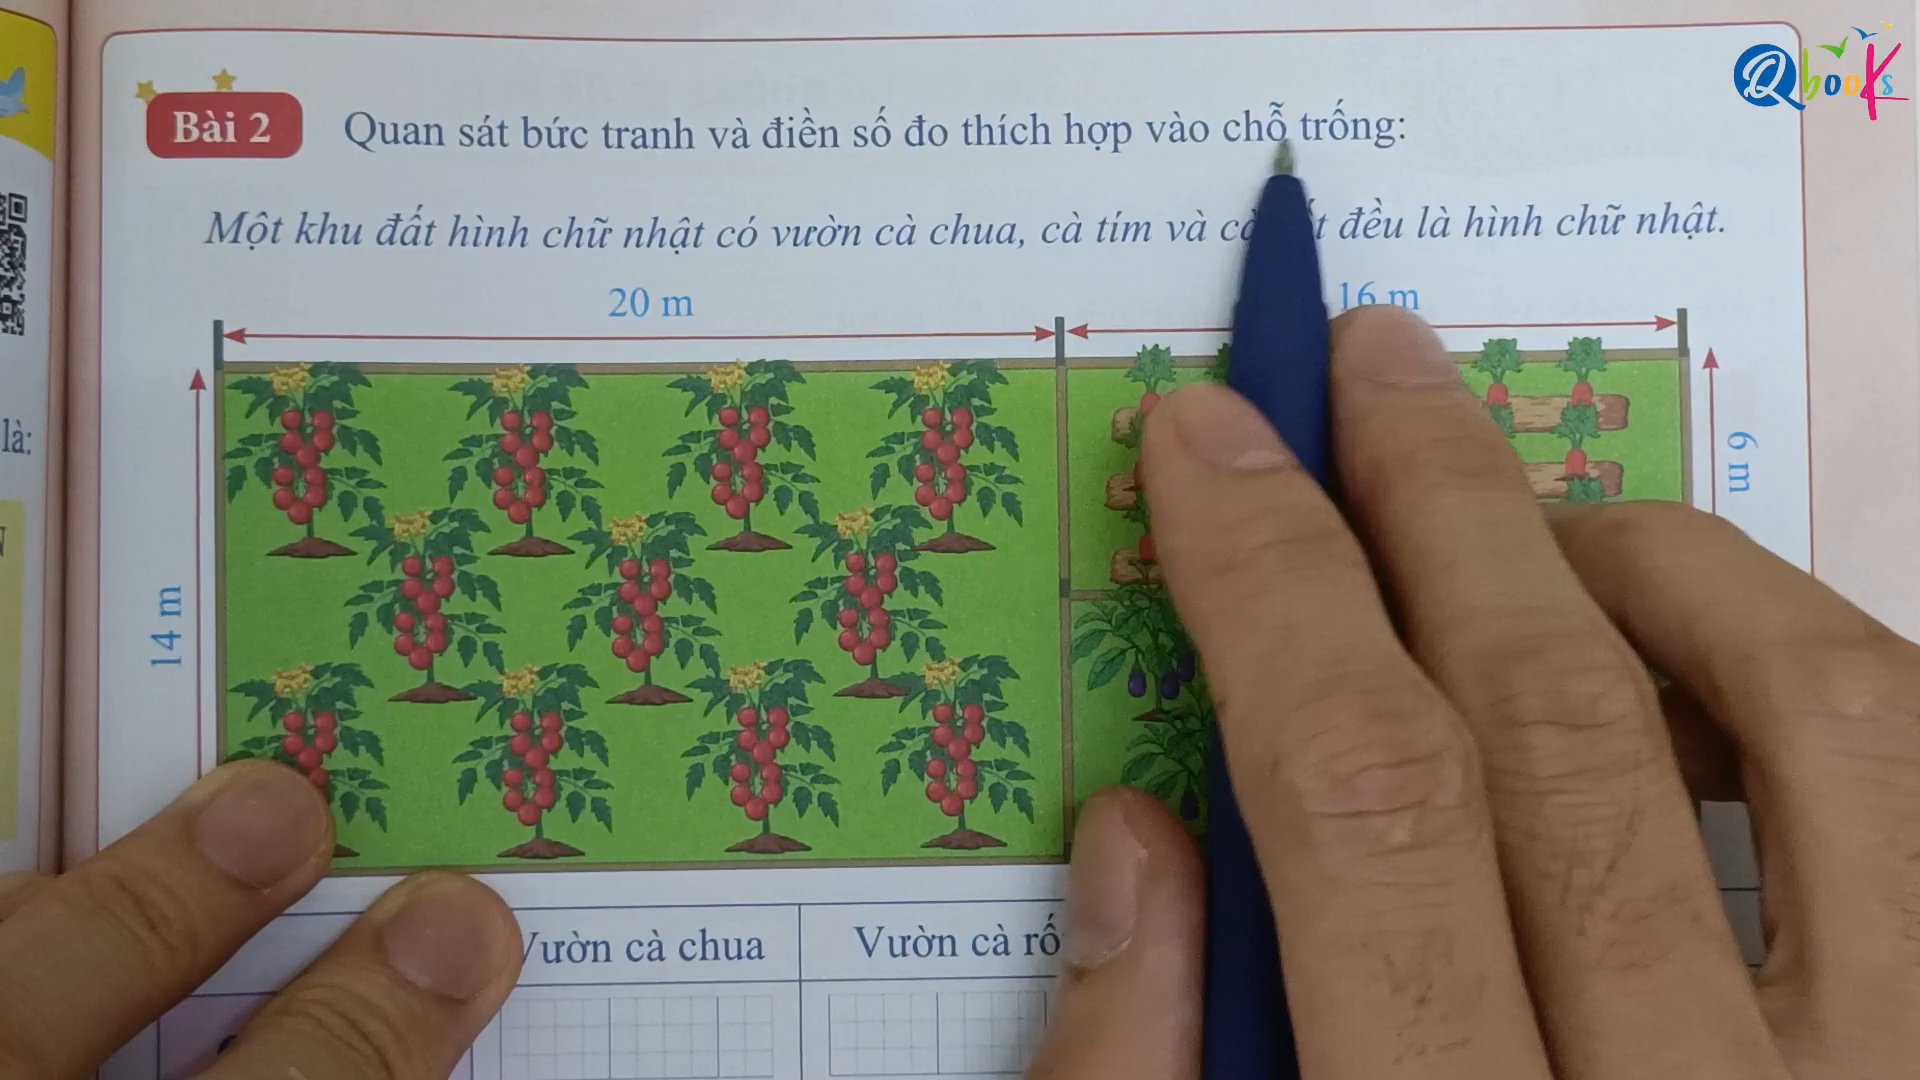 Qbooks
Bài 2 Quan sát bức tranh và điền số đo thích hợp vào chỗ trống:
Một khu đất hình chữ nhật có vườn cà chua, cà tím và đều là hình chữ nhật.
20 m
16 m
6 m
14 m
là:
Vườn cà chua Vườn cà